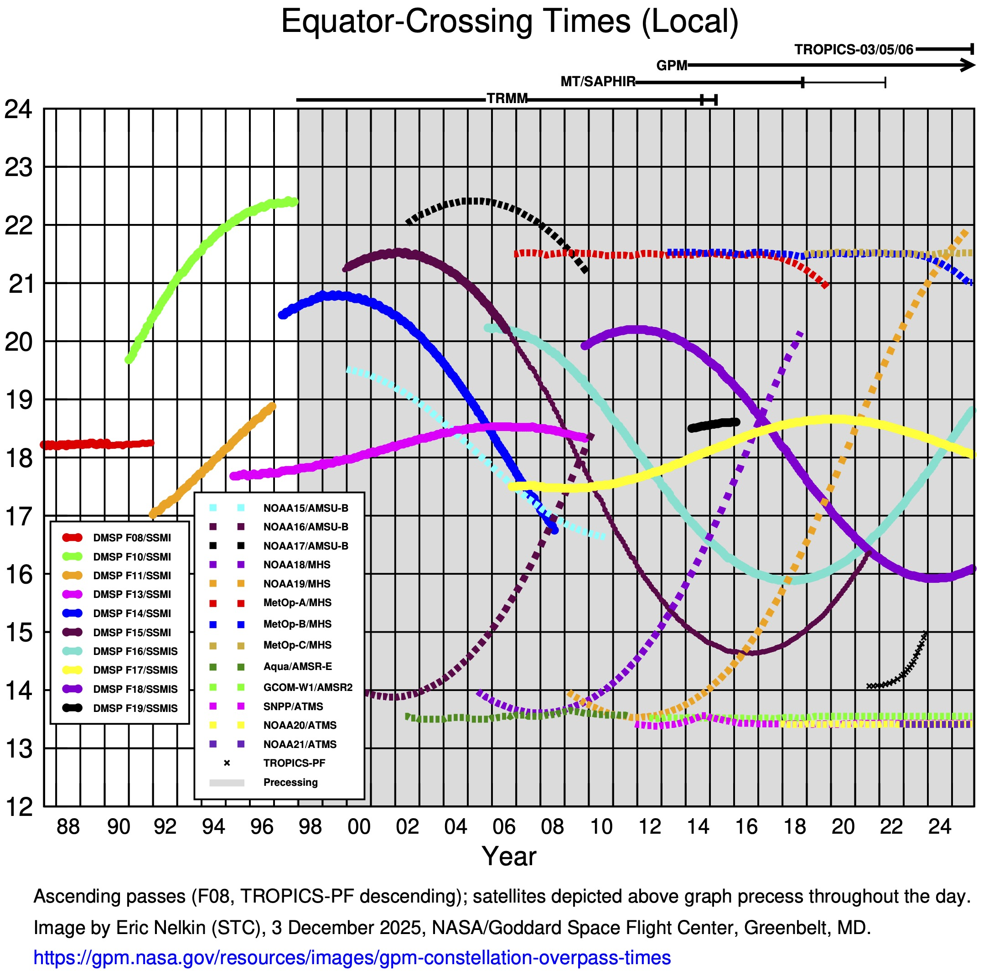 Equator-Crossing Times (Local)
TROPICS-03/05/06
GPM
MT/SAPHIR
TRMM
24
23
22
21
20
19
18
17
16
15
14
13
12
DMSP F08/SSMI
DMSP F10/SSMI
DMSP F11/SSMI
DMSP F13/SSMI
DMSP F14/SSMI
DMSP F15/SSMI
DMSP F16/SSMIS
DMSP F17/SSMIS
DMSP F18/SSMIS
DMSP F19/SSMIS
NOAA15/AMSU-B
NOAA16/AMSU-B
NOAA17/AMSU-B
NOAA18/MHS
NOAA19/MHS
MetOp-A/MHS
MetOp-B/MHS
MetOp-C/MHS
Aqua/AMSR-E
GCOM-W1/AMSR2
SNPP/ATMS
NOAA20/ATMS
NOAA21/ATMS
TROPICS-PF
Precessing
88 90 92 94 96 98 00 02 04 06 08 10 12 14 16 18 20 22 24
Year
Ascending passes (F08, TROPICS-PF descending); satellites depicted above graph precess throughout the day.
Image by Eric Nelkin (STC), 3 December 2025, NASA/Goddard Space Flight Center, Greenbelt, MD.
https://gpm.nasa.gov/resources/images/gpm-constellation-overpass-times